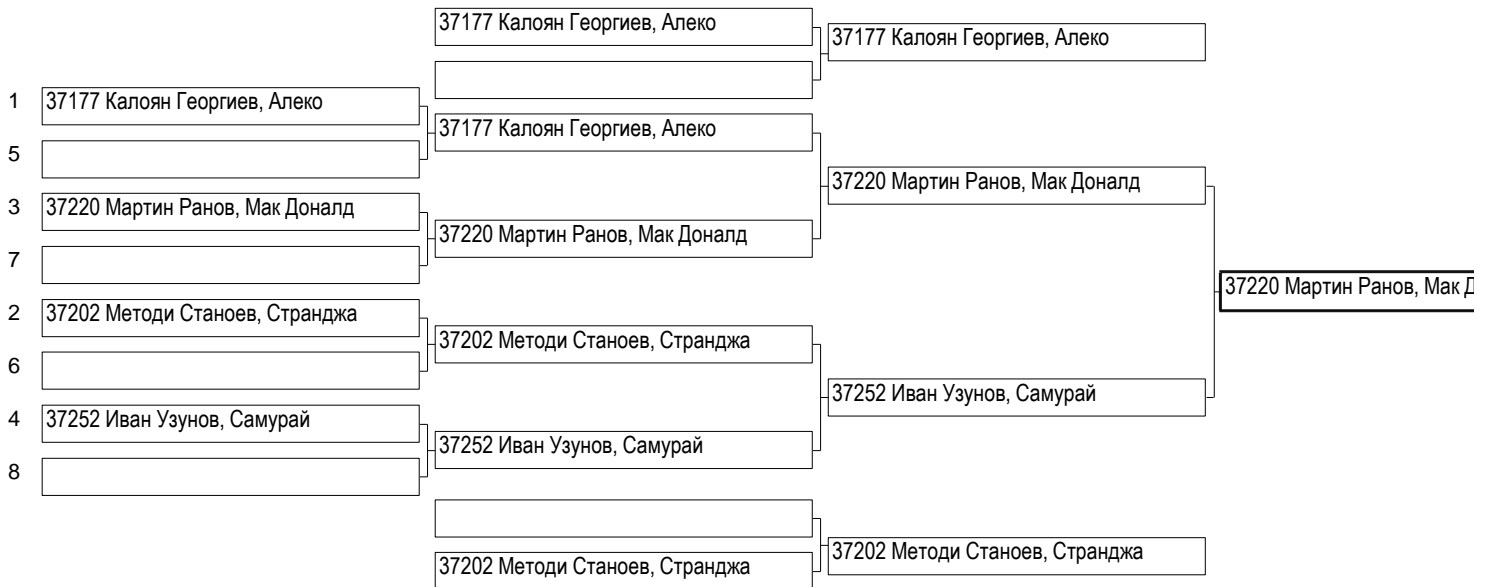 37177 Калоян Георгиев, Алеко
37177 Калоян Георгиев, Алеко
1 37177 Калоян Георгиев, Алеко
37177 Калоян Георгиев, Алеко
5
37220 Мартин Ранов, Мак Доналд
3 37220 Мартин Ранов, Мак Доналд
37220 Мартин Ранов, Мак Доналд
7
37220 Мартин Ранов, Мак Д
2 37202 Методи Станоев, Странджа
37202 Методи Станоев, Странджа
6
37252 Иван Узунов, Самурай
4 37252 Иван Узунов, Самурай
37252 Иван Узунов, Самурай
8
37202 Методи Станоев, Странджа
37202 Методи Станоев, Странджа